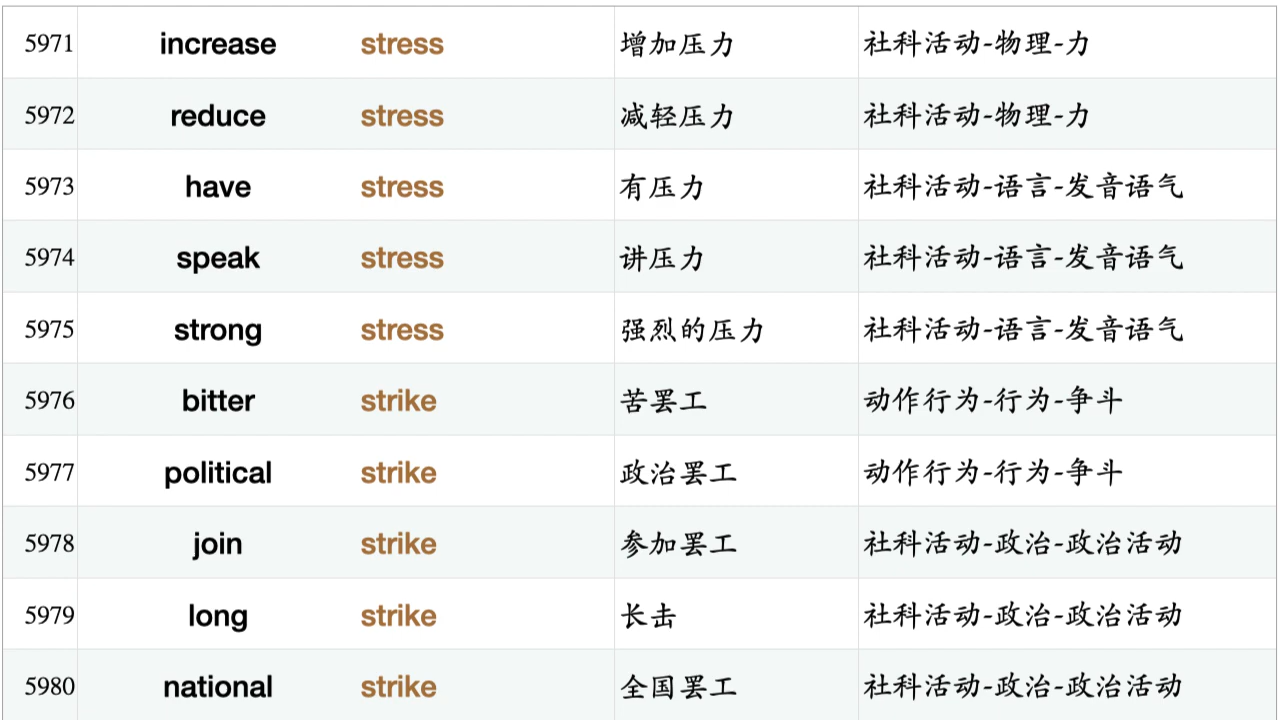 5971 increase stress 增加压力 社科活动-物理-力
5972 reduce stress 减轻压力 社科活动-物理-力
5973 have stress 有压力 社科活动-语言-发音语气
5974 speak stress 讲压力 社科活动-语言-发音语气
5975 strong stress 强烈的压力 社科活动-语言-发音语气
5976 bitter strike 苦罢工 动作行为-行为-争斗
5977 political strike 政治罢工 动作行为-行为-争斗
5978 join strike 参加罢工 社科活动-政治-政治活动
5979 long strike 长击 社科活动-政治-政治活动
5980 national strike 全国罢工 社科活动-政治-政治活动